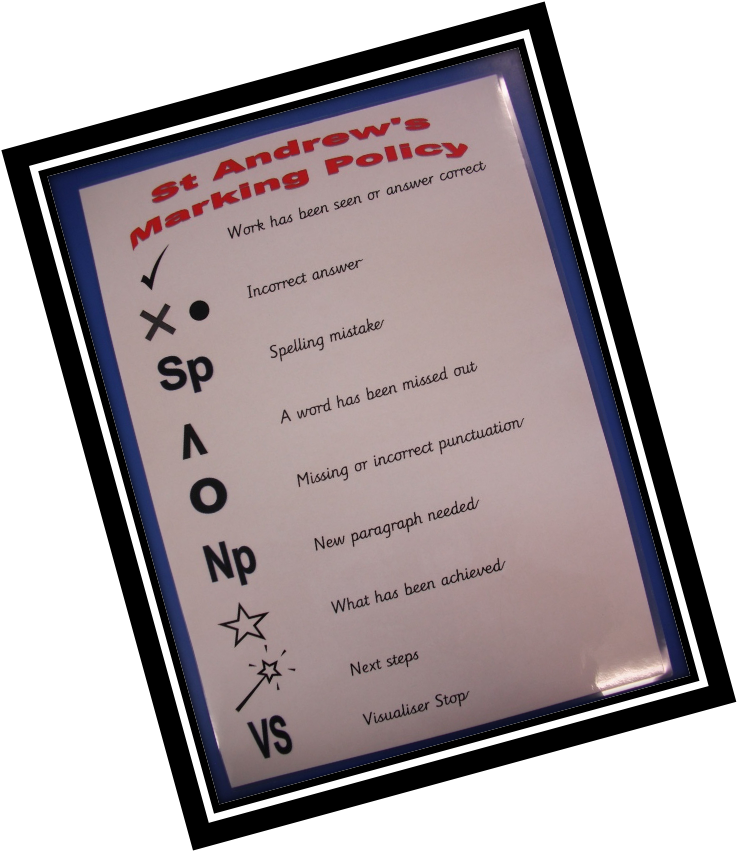 St Andrew's
Marking Policy
✓ Work has been seen or answer correct
✕ ● Incorrect answer
Sp Spelling mistake
∧ A word has been missed out
O Missing or incorrect punctuation
Np New paragraph needed
☆ What has been achieved
Next steps
VS Visualiser Stop